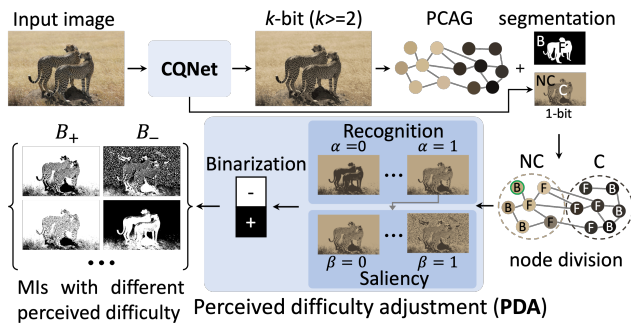 Input image
k-bit (k>=2)
PCAG
segmentation
CQNet
+
B
F
NC
C
1-bit
B+
B−
Recognition
α=0
α = 1
Binarization
-
+
β = 0
β = 1
Saliency
NC
C
B
F
F
B
B
F
F
F
B
F
B
node division
MIs with different
perceived difficulty
Perceived difficulty adjustment (PDA)